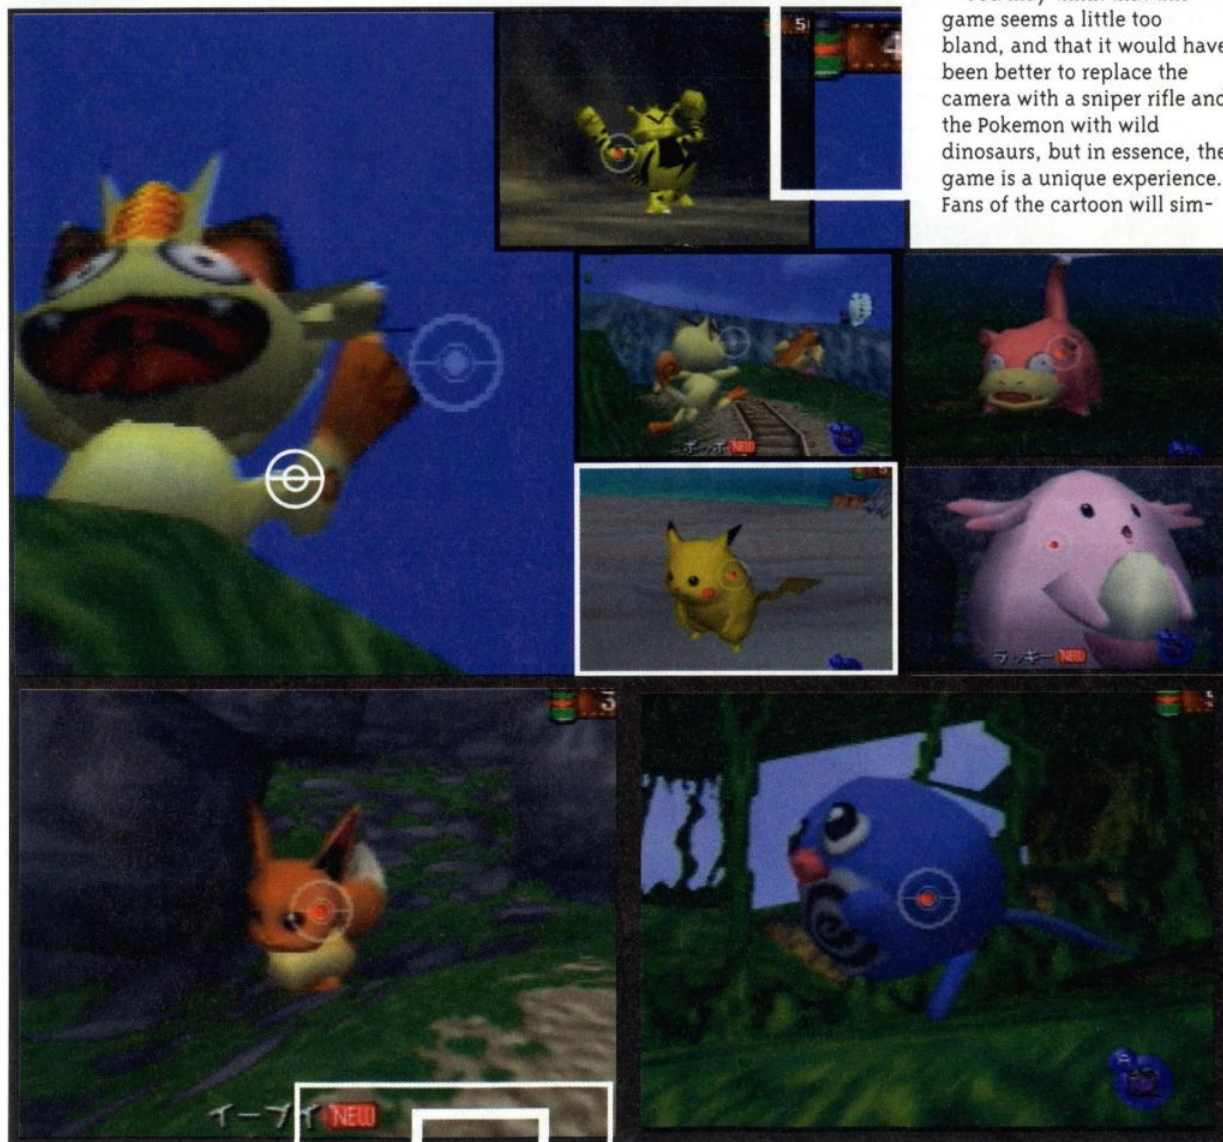 game seems a little too
bland, and that it would have
been better to replace the
camera with a sniper rifle and
the Pokemon with wild
dinosaurs, but in essence, the
game is a unique experience.
Fans of the cartoon will sim-
5
ポッポ NEW
ラッキー NEW
イーブイ NEW